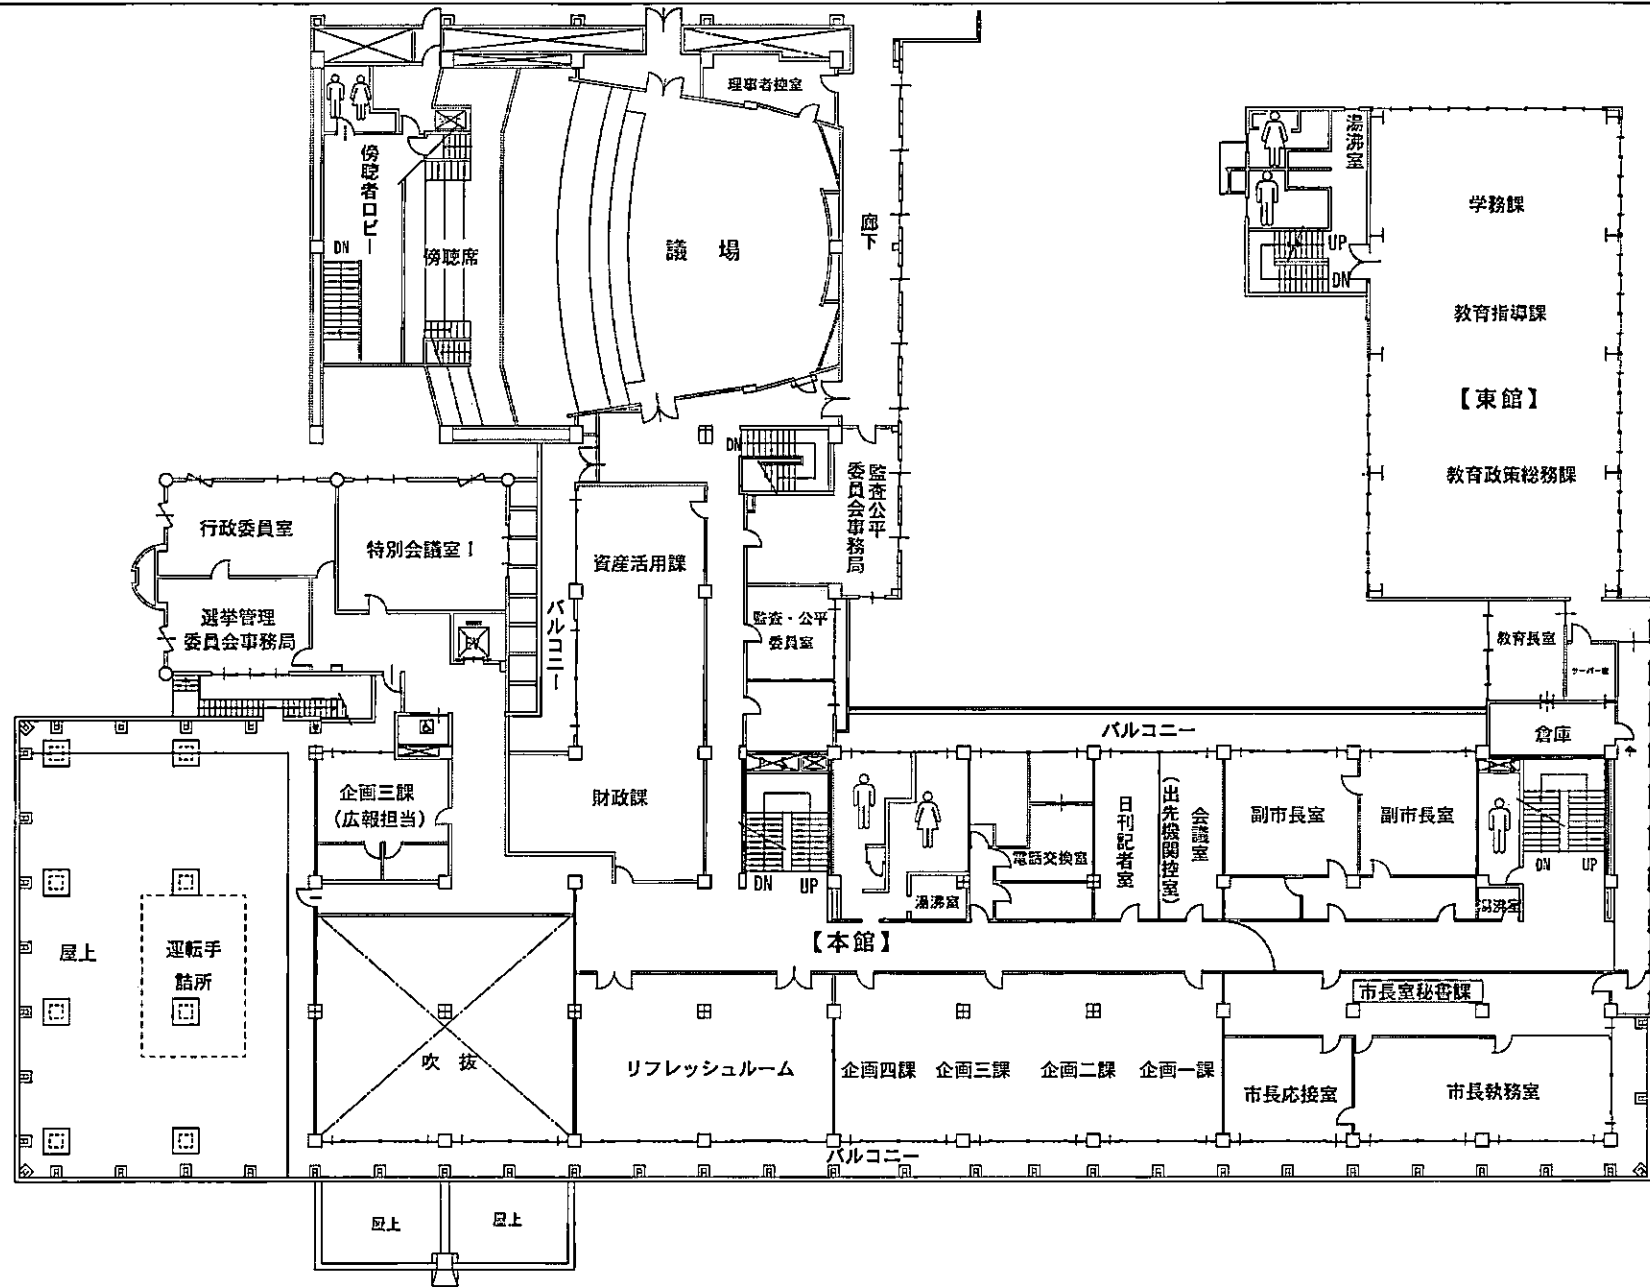 理事者控室
傍聴者ロビー
DN
傍聴席
議 場
廊下
湯沸室
学務課
UP
DN
教育指導課
【東館】
教育政策総務課
DN
監査公平
委員会事務局
行政委員室
特別会議室Ⅰ
資産活用課
選挙管理
委員会事務局
EV
バルコニー
監査・公平
委員室
教育長室
サーバー室
倉庫
バルコニー
企画三課
(広報担当)
財政課
DN
UP
湯沸室
電話交換室
日刊記者室
会議室
(出先機関控室)
副市長室
副市長室
DN
UP
湯沸室
【本館】
屋上
運転手
詰所
吹 抜
リフレッシュルーム
企画四課
企画三課
企画二課
企画一課
市長室秘書課
市長応接室
市長執務室
バルコニー
屋上
屋上